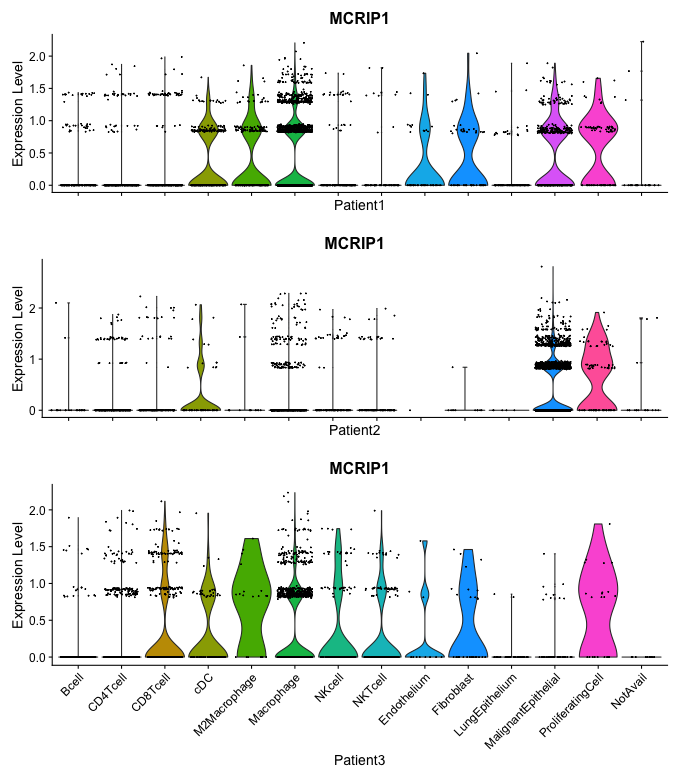 MCRIP1
2.0
1.5
1.0
0.5
0.0
Expression Level
Patient1
MCRIP1
2
1
0
Expression Level
Patient2
MCRIP1
2.0
1.5
1.0
0.5
0.0
Expression Level
Bcell
CD4Tcell
CD8Tcell
cDC
M2Macrophage
Macrophage
NKcell
NKTcell
Endothelium
Fibroblast
LungEpithelium
MalignantEpithelial
ProliferatingCell
NotAvail
Patient3